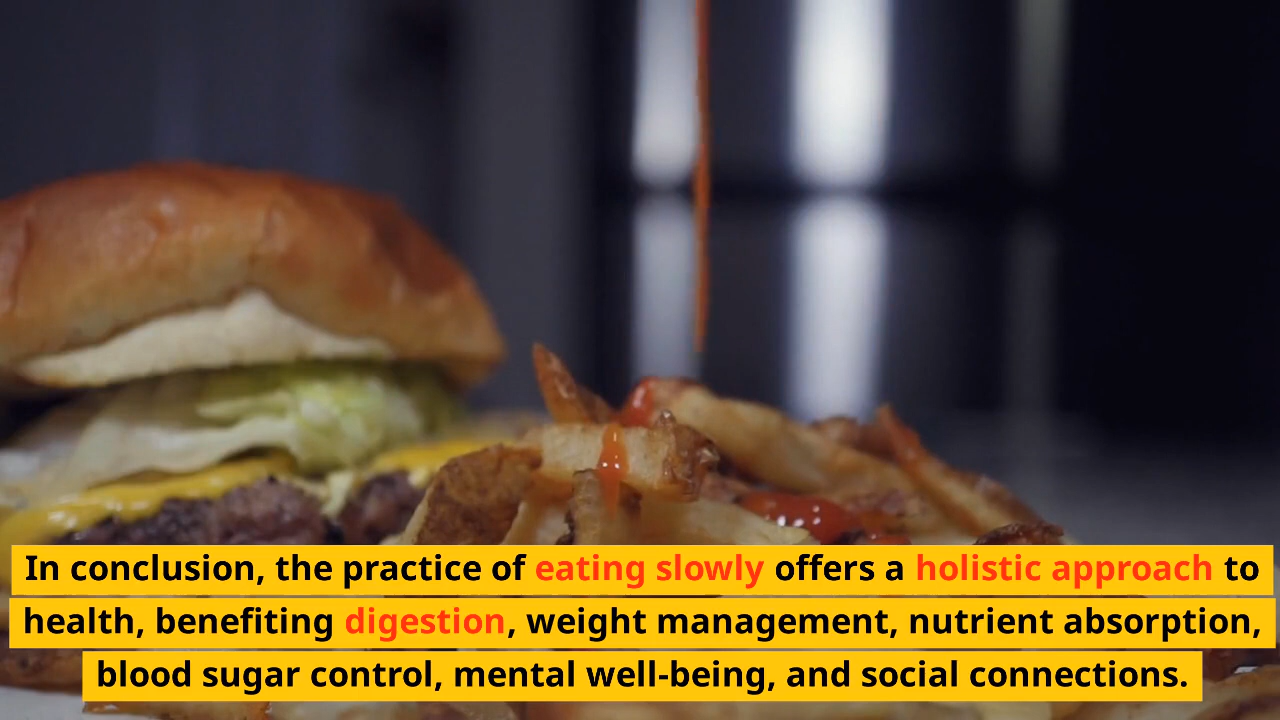 In conclusion, the practice of eating slowly offers a holistic approach to
health, benefiting digestion, weight management, nutrient absorption,
blood sugar control, mental well-being, and social connections.